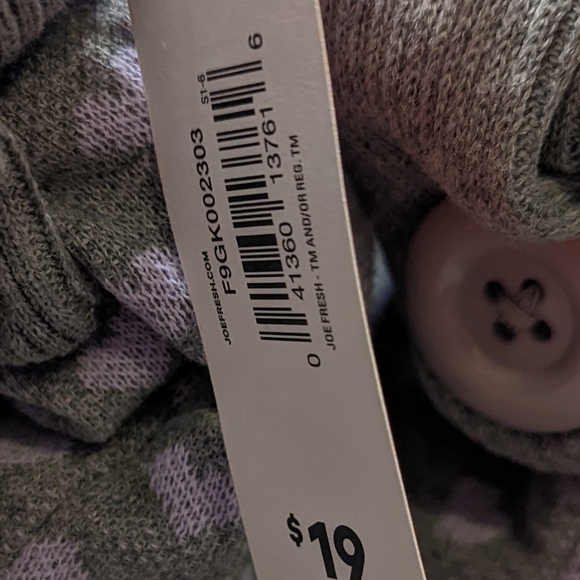 JOEFRESH.COM
F9GK002303 S1-6
0 41360 13761 6
JOE FRESH - TM AND/OR REG. TM
$19